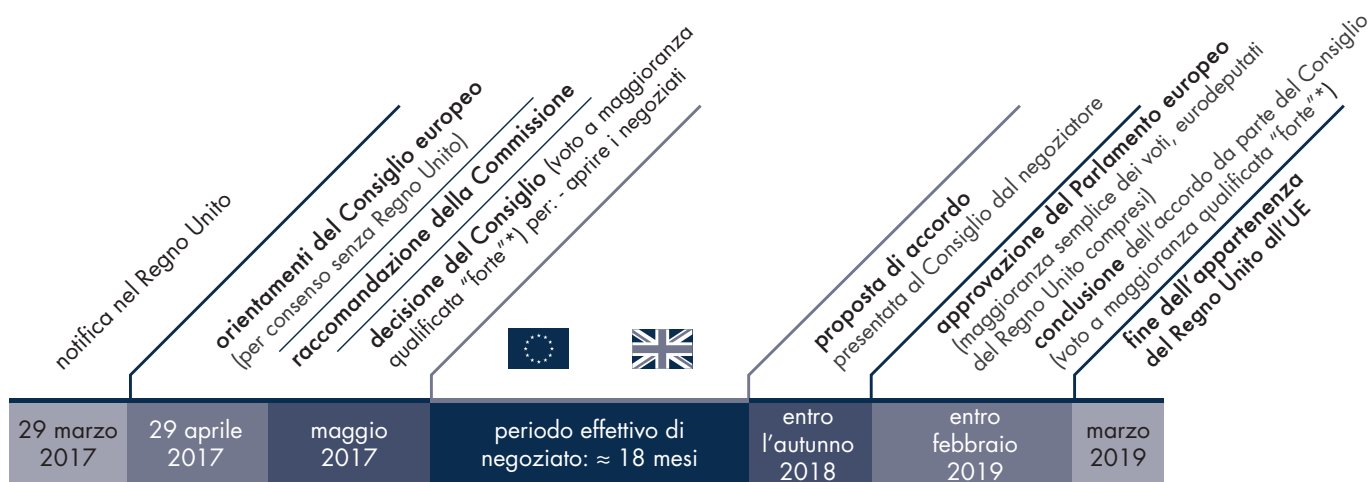 notifica nel Regno Unito
orientamenti del Consiglio europeo
(per consenso senza Regno Unito)
raccomandazione della Commissione
decisione del Consiglio (voto a maggioranza
qualificata "forte"*) per: - aprire i negoziati
proposta di accordo
presentata al Consiglio dal negoziatore
approvazione del Parlamento europeo
(maggioranza semplice dei voti, eurodeputati
del Regno Unito compresi)
conclusione dell'accordo da parte del Consiglio
(voto a maggioranza qualificata "forte"*)
fine dell'appartenenza
del Regno Unito all'UE
29 marzo
2017
29 aprile
2017
maggio
2017
periodo effettivo di
negoziato: ≈ 18 mesi
entro
l'autunno
2018
entro
febbraio
2019
marzo
2019